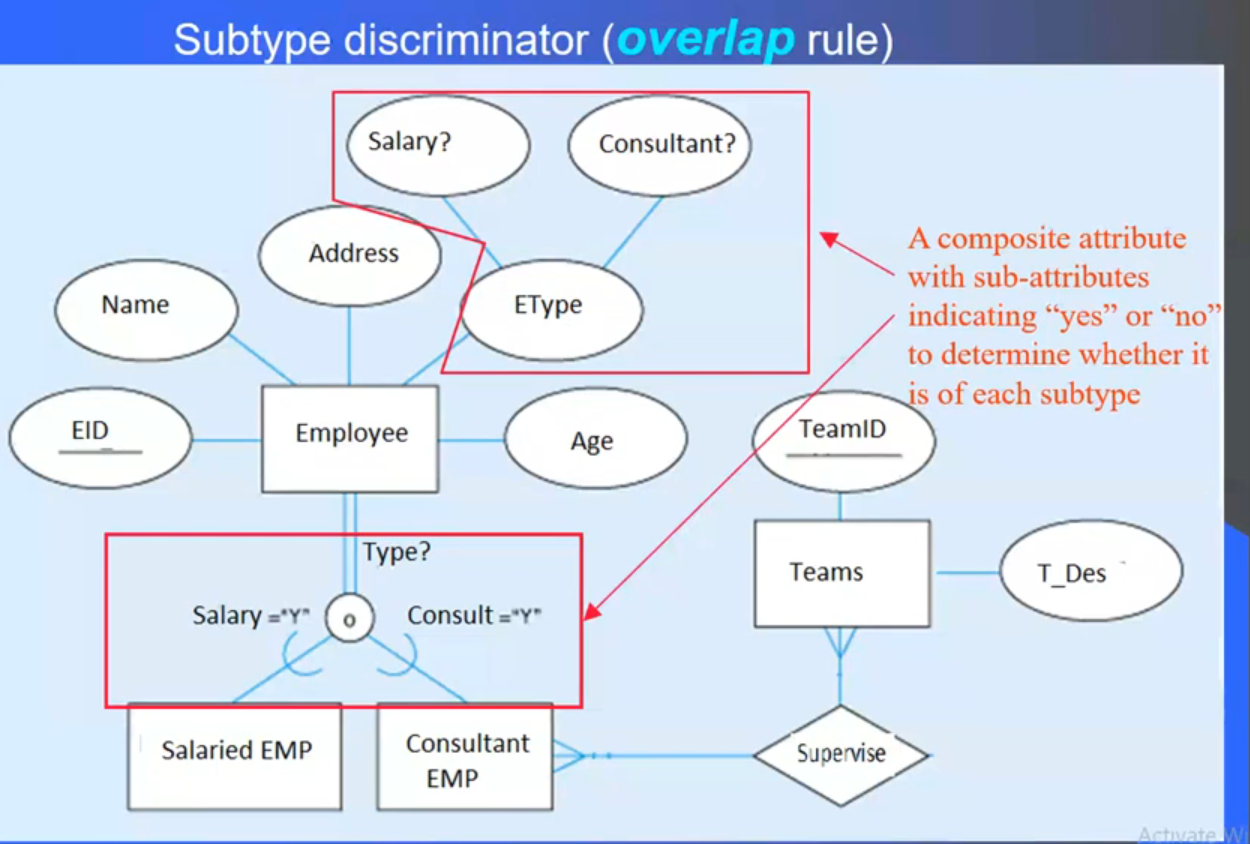 Subtype discriminator (overlap rule)
Salary?
Consultant?
Address
A composite attribute
with sub-attributes
indicating “yes” or “no”
to determine whether it
is of each subtype
Name
EType
EID
Employee
Age
TeamID
Type?
Teams
T_Des
Salary =“Y”
o
Consult =“Y”
Salaried EMP
Consultant
EMP
Supervise
Activate Wi